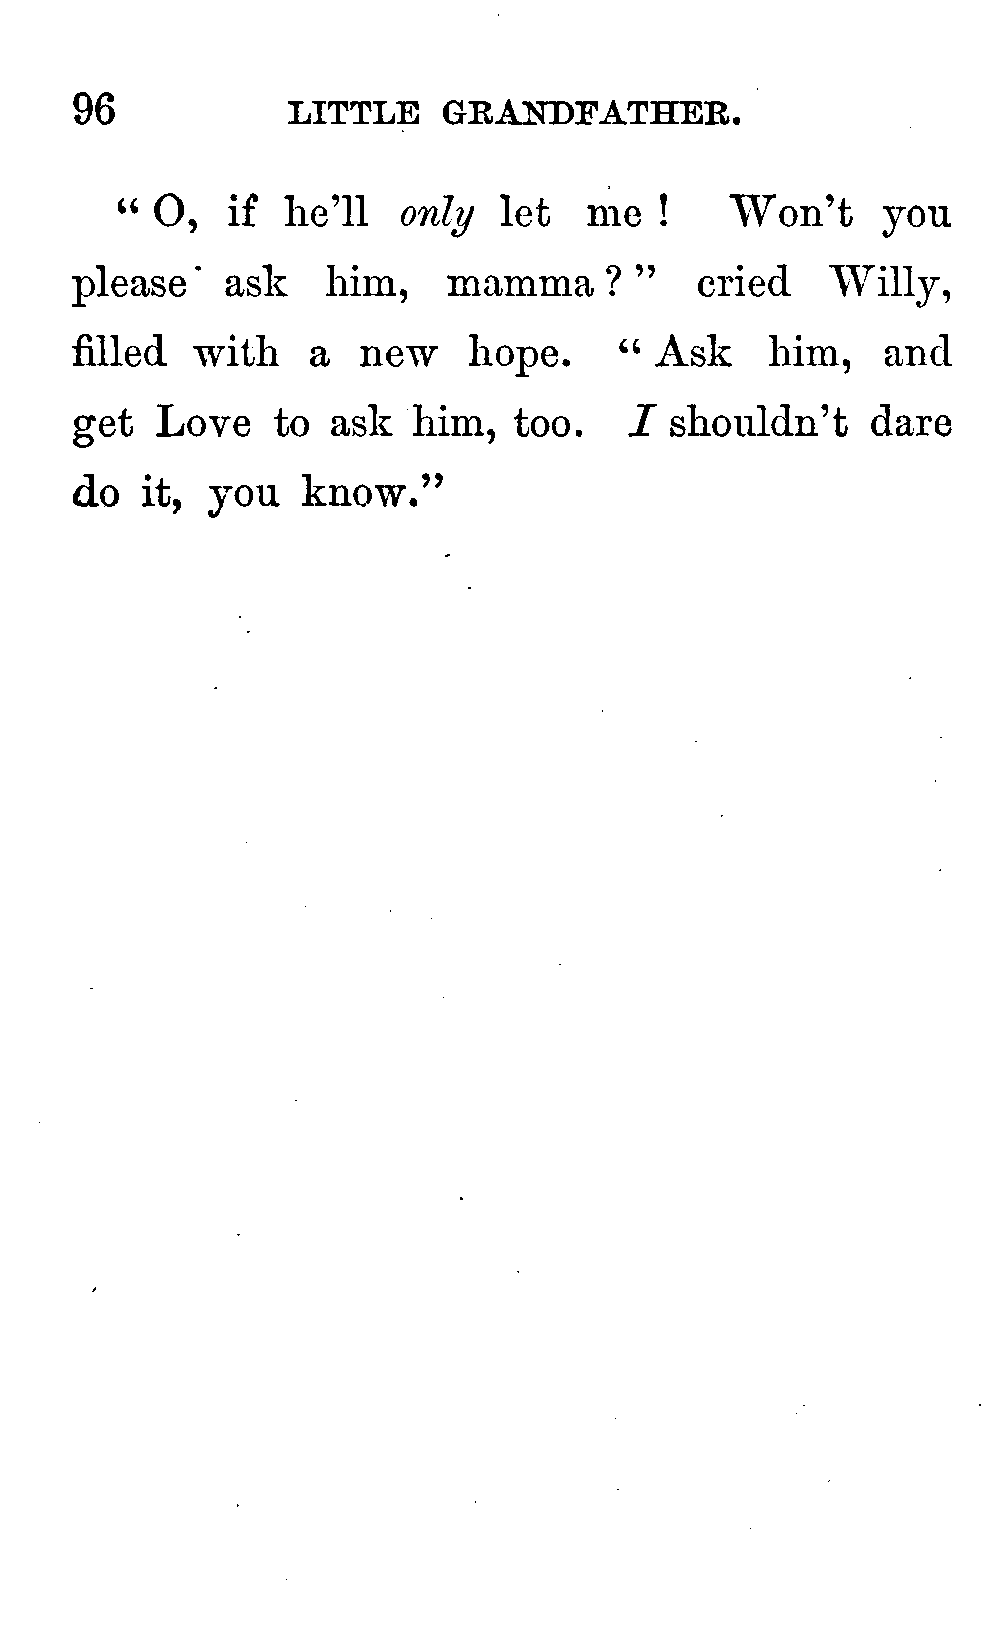 96 LITTLE GRANDFATHER.
“O, if he’ll only let me! Won’t you
please ask him, mamma?” cried Willy,
filled with a new hope. “Ask him, and
get Love to ask him, too. I shouldn’t dare
do it, you know.”